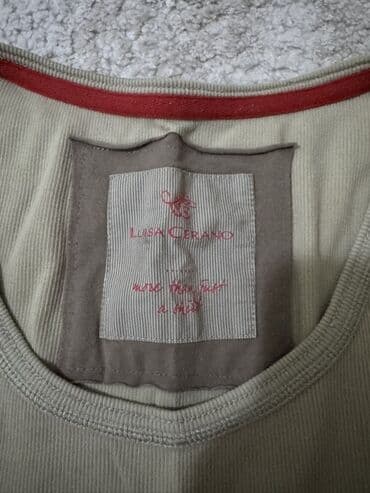 LUISA CERANO
more than just
a shirt